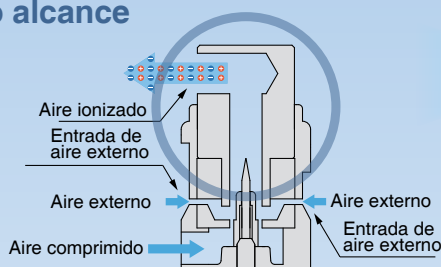 alcance
Aire ionizado
Entrada de
aire externo
Aire externo
Aire externo
Entrada de
aire externo
Aire comprimido